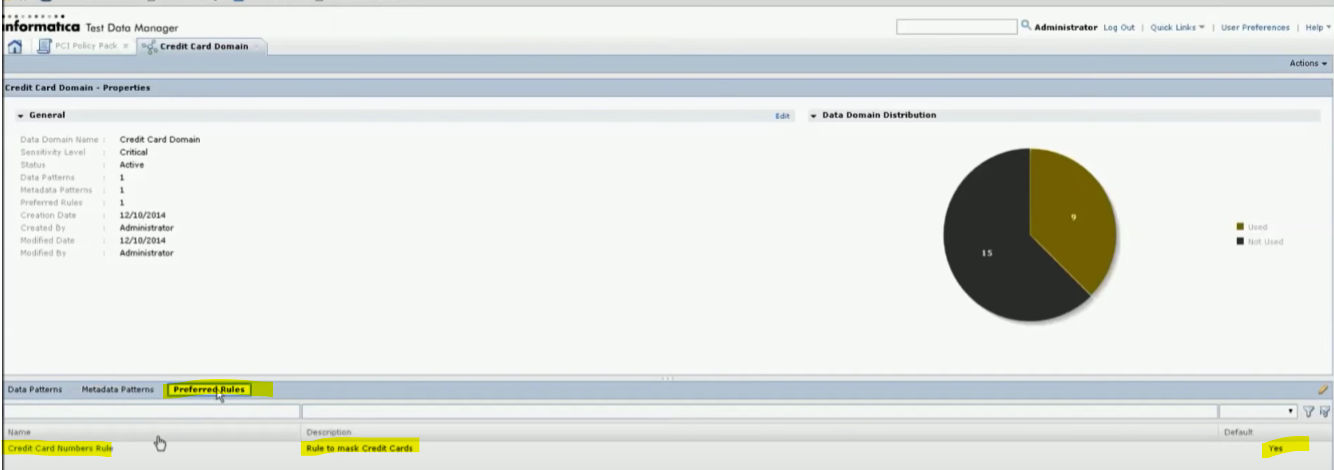 informatica Test Data Manager
Administrator Log Out | Quick Links | User Preferences | Help
PCI Policy Pack × Credit Card Domain
Actions
Credit Card Domain - Properties
General Edit
Data Domain Name : Credit Card Domain
Sensitivity Level : Critical
Status : Active
Data Patterns : 1
Metadata Patterns : 1
Preferred Rules : 1
Creation Date : 12/10/2014
Created By : Administrator
Modified Date : 12/10/2014
Modified By : Administrator
Data Domain Distribution
9
15
Used
Not Used
Data Patterns Metadata Patterns Preferred Rules
Name Description Default
Credit Card Numbers Rule Rule to mask Credit Cards Yes